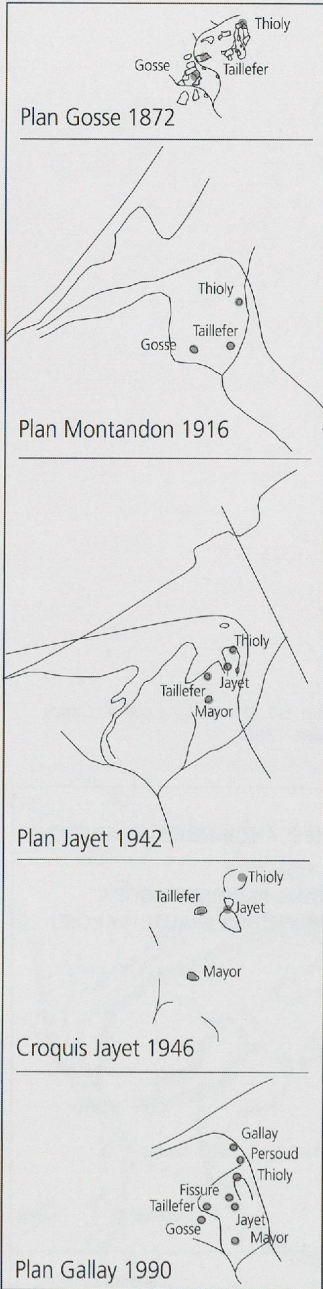 Thioly
Gosse
Taillefer
Plan Gosse 1872
Thioly
Taillefer
Gosse
Plan Montandon 1916
Thioly
Jayet
Taillefer
Mayor
Plan Jayet 1942
Thioly
Taillefer
Jayet
Mayor
Croquis Jayet 1946
Gallay
Persoud
Thioly
Fissure
Taillefer
Jayet
Gosse
Mayor
Plan Gallay 1990